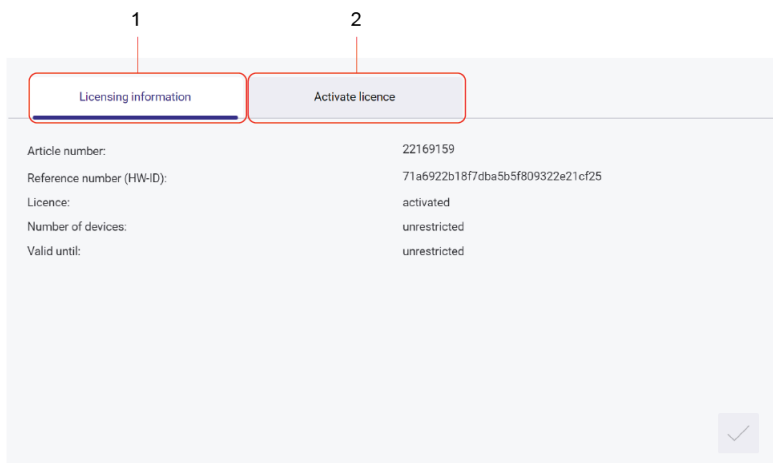 1 2
Licensing information Activate licence
Article number: 22169159
Reference number (HW-ID): 71a6922b18f7dba5b5f809322e21cf25
Licence: activated
Number of devices: unrestricted
Valid until: unrestricted